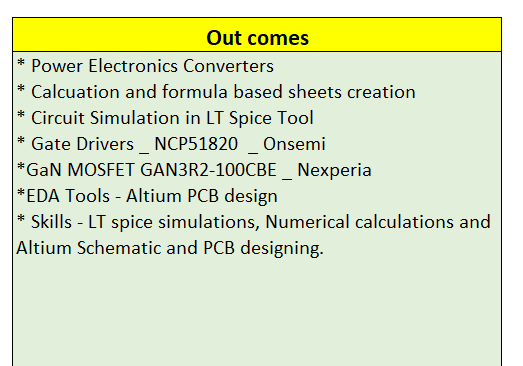 Out comes
* Power Electronics Converters
* Calcuation and formula based sheets creation
* Circuit Simulation in LT Spice Tool
* Gate Drivers _ NCP51820 _ Onsemi
*GaN MOSFET GAN3R2-100CBE _ Nexperia
*EDA Tools - Altium PCB design
* Skills - LT spice simulations, Numerical calculations and
Altium Schematic and PCB designing.